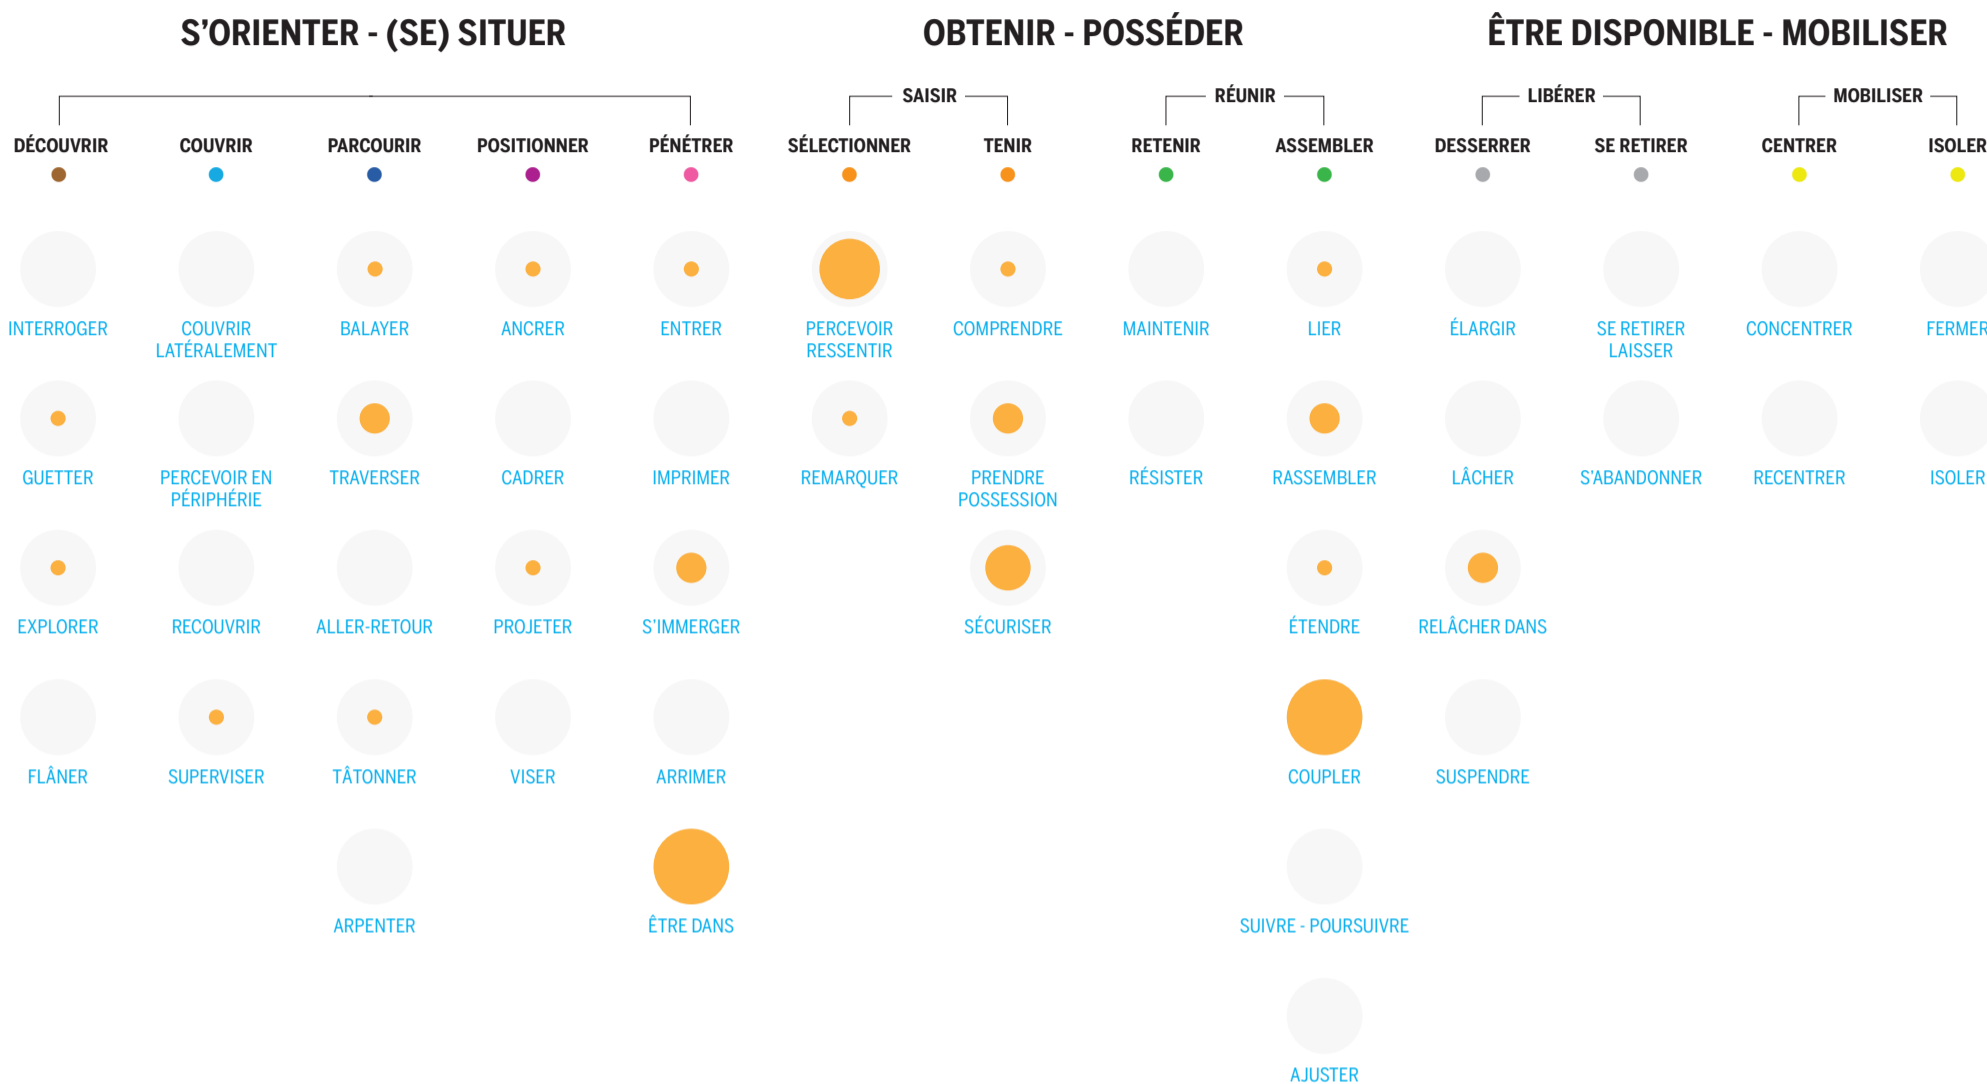 S’ORIENTER - (SE) SITUER
OBTENIR - POSSÉDER
ÊTRE DISPONIBLE - MOBILISER
SAISIR
RÉUNIR
LIBÉRER
MOBILISER
DÉCOUVRIR
COUVRIR
PARCOURIR
POSITIONNER
PÉNÉTRER
SÉLECTIONNER
TENIR
RETENIR
ASSEMBLER
DESSERRER
SE RETIRER
CENTRER
ISOLER
INTERROGER
COUVRIR
LATÉRALEMENT
BALAYER
ANCRER
ENTRER
PERCEVOIR
RESSENTIR
COMPRENDRE
MAINTENIR
LIER
ÉLARGIR
SE RETIRER
LAISSER
CONCENTRER
FERMER
GUETTER
PERCEVOIR EN
PÉRIPHÉRIE
TRAVERSER
CADRER
IMPRIMER
REMARQUER
PRENDRE
POSSESSION
RÉSISTER
RASSEMBLER
LÂCHER
S’ABANDONNER
RECENTRER
ISOLER
EXPLORER
RECOUVRIR
ALLER-RETOUR
PROJETER
S’IMMERGER
SÉCURISER
ÉTENDRE
RELÂCHER DANS
FLÂNER
SUPERVISER
TÂTONNER
VISER
ARRIMER
COUPLER
SUSPENDRE
ARPENTER
ÊTRE DANS
SUIVRE - POURSUIVRE
AJUSTER